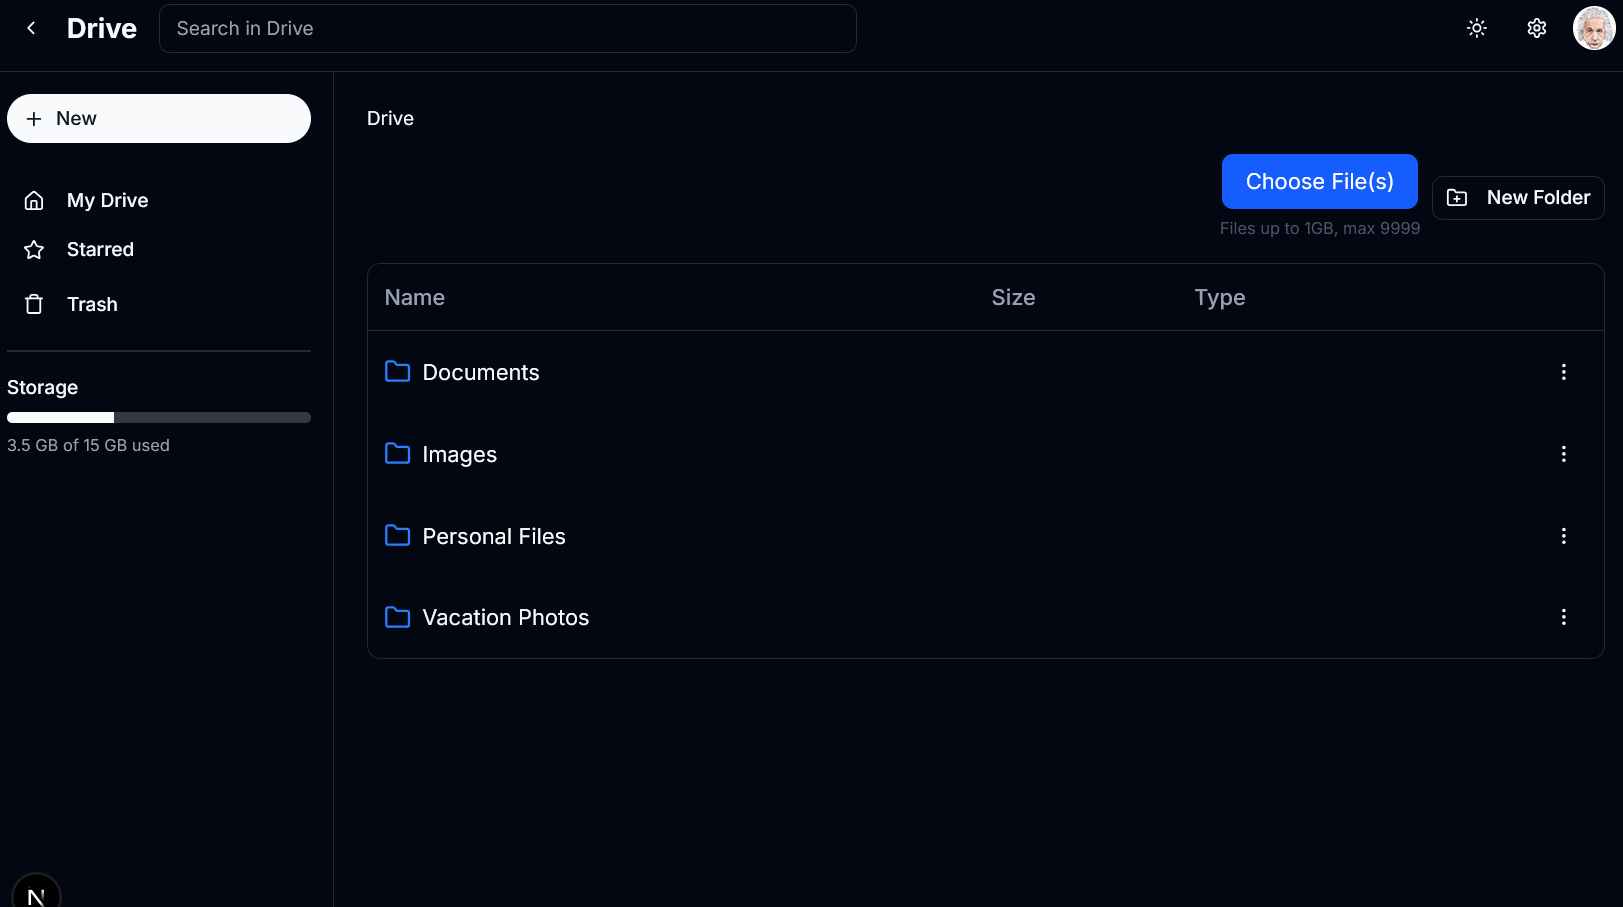 Drive
Search in Drive
New
My Drive
Starred
Trash
Storage
3.5 GB of 15 GB used
N
Drive
Choose File(s)
Files up to 1GB, max 9999
New Folder
Name Size Type
Documents
Images
Personal Files
Vacation Photos